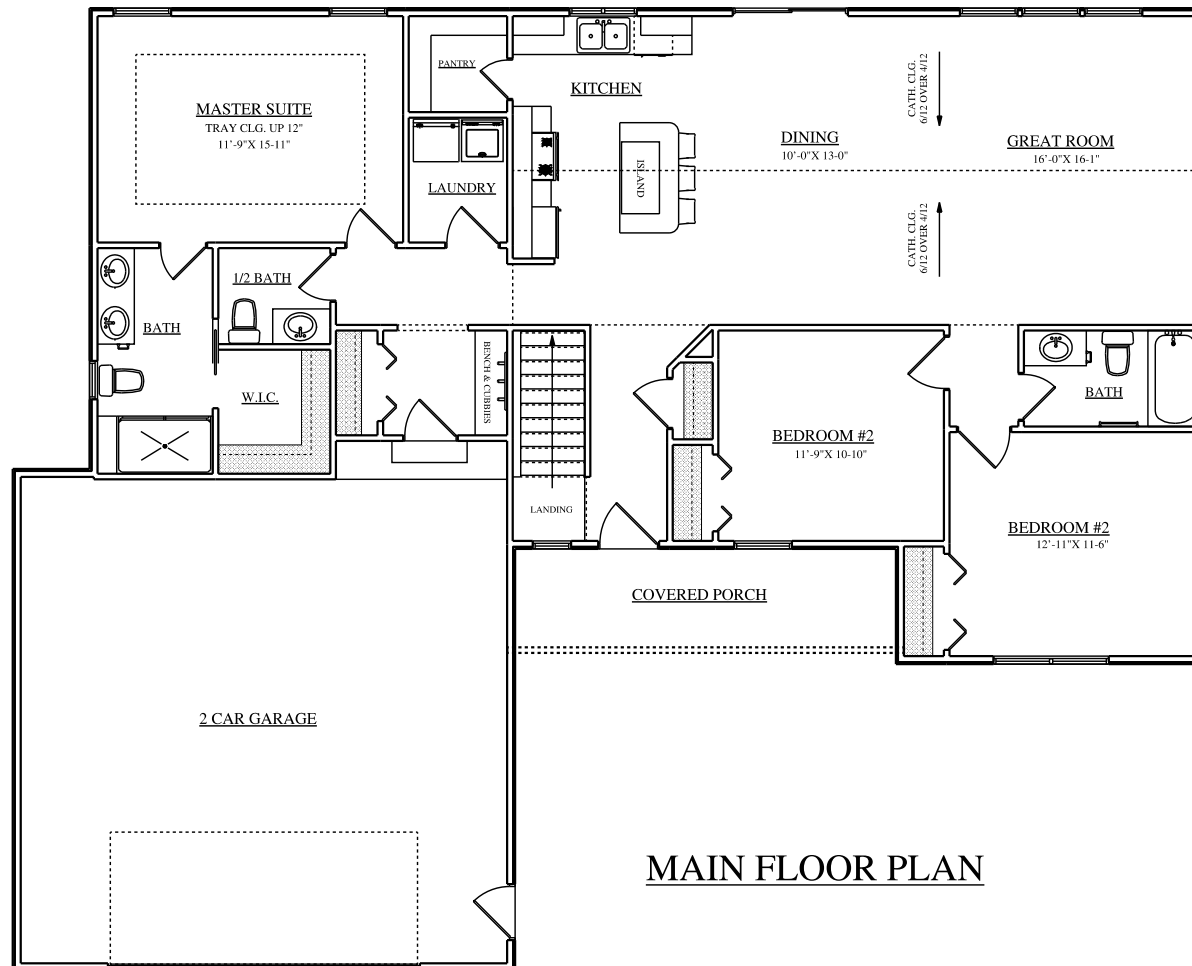 PANTRY
KITCHEN
MASTER SUITE
TRAY CLG. UP 12"
11'-9"X 15-11"
CATH. CLG.
6/12 OVER 4/12
DINING
10'-0"X 13-0"
GREAT ROOM
16'-0"X 16-1"
ISLAND
LAUNDRY
CATH. CLG.
6/12 OVER 4/12
1/2 BATH
BATH
BENCH & CUBBIES
W.I.C.
BATH
BEDROOM #2
11'-9"X 10-10"
LANDING
BEDROOM #2
12'-11"X 11-6"
COVERED PORCH
2 CAR GARAGE
MAIN FLOOR PLAN